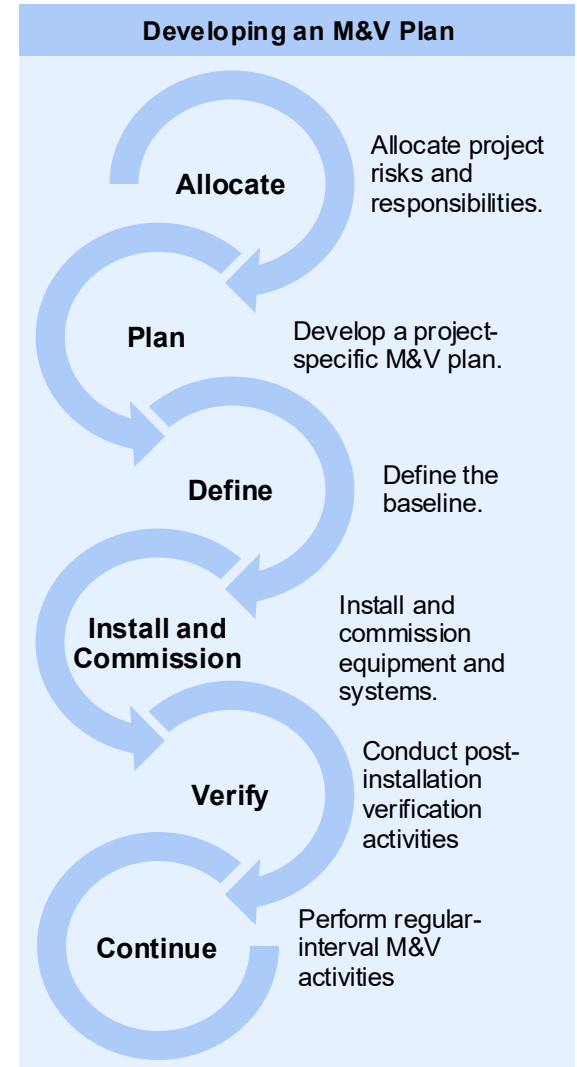 Developing an M&V Plan
Allocate
Allocate project
risks and
responsibilities.
Plan
Develop a project-
specific M&V plan.
Define
Define the
baseline.
Install and
Commission
Install and
commission
equipment and
systems.
Verify
Conduct post-
installation
verification
activities
Continue
Perform regular-
interval M&V
activities